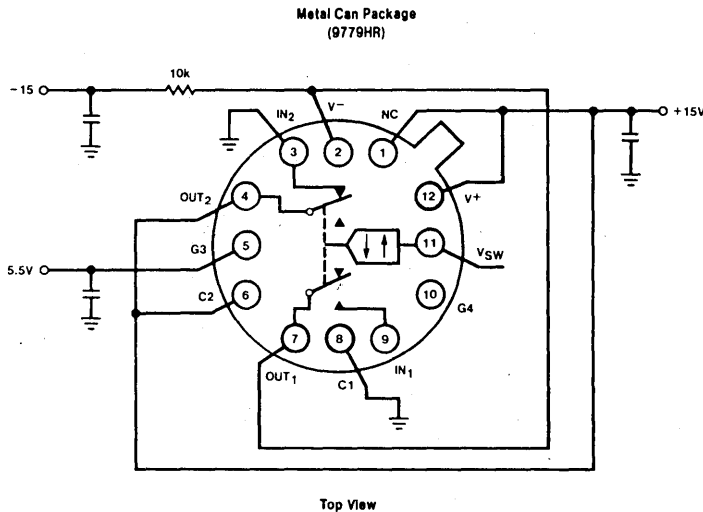 Metal Can Package
(9779HR)
-15
10k
V-
IN2
NC
+15V
3
2
1
OUT2
4
12
V+
G3
5
11
VSW
5.5V
C2
6
10
G4
7
8
9
OUT1
C1
IN1
Top View